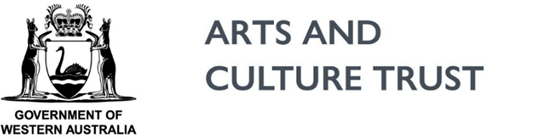 GOVERNMENT OF
WESTERN AUSTRALIA
ARTS AND
CULTURE TRUST